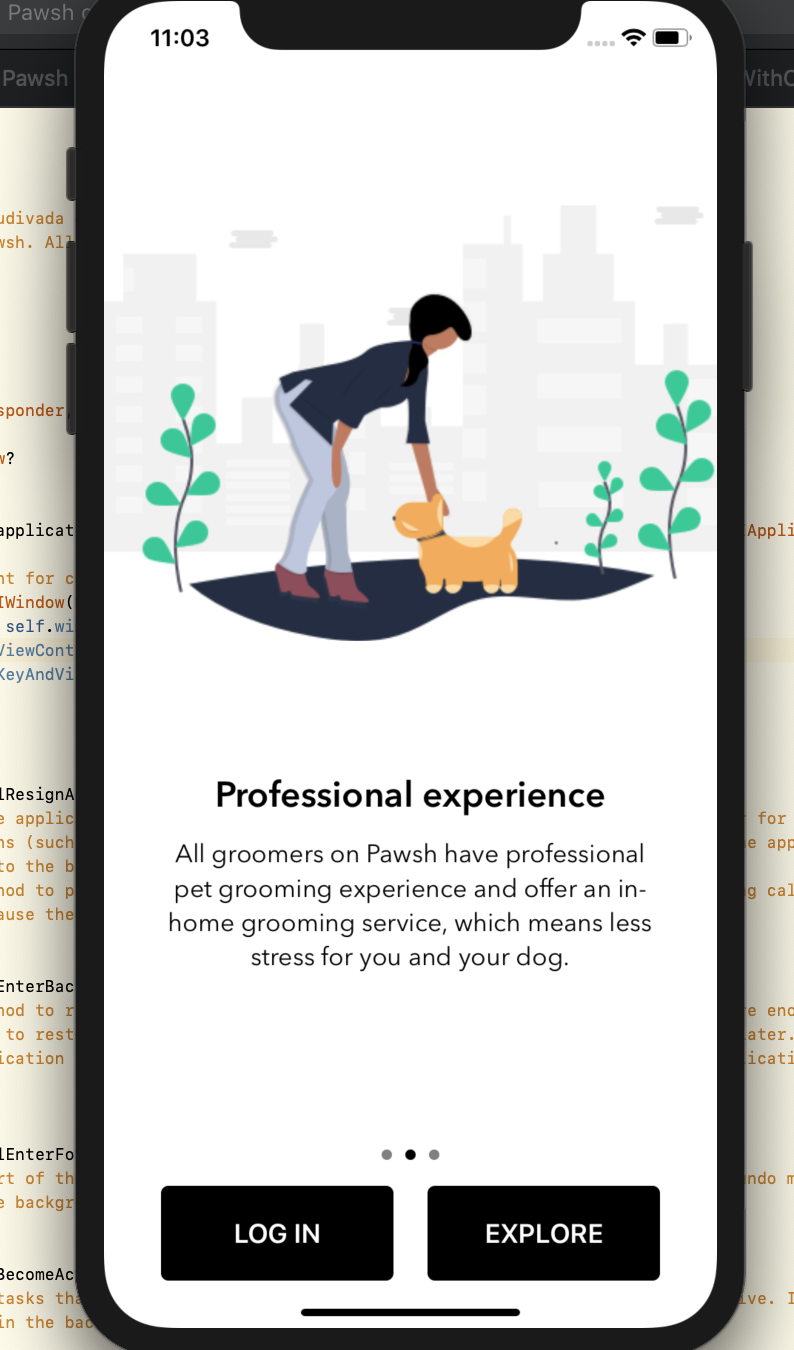 Pawsh
Pawsh
11:03
udivada
wsh. All
sponder,
w?
applicat
Appli
nt for c
IWindow(
self.wi
ViewCont
KeyAndVi
lResignA
e applic
for
ns (such
e app
to the b
hod to p
g cal
ause the
EnterBac
hod to r
e eno
to rest
ater.
ication
icati
lEnterFo
rt of th
ndo m
e backgr
BecomeAc
tasks tha
ive. I
in the bac
Professional experience
All groomers on Pawsh have professional
pet grooming experience and offer an in-
home grooming service, which means less
stress for you and your dog.
LOG IN
EXPLORE